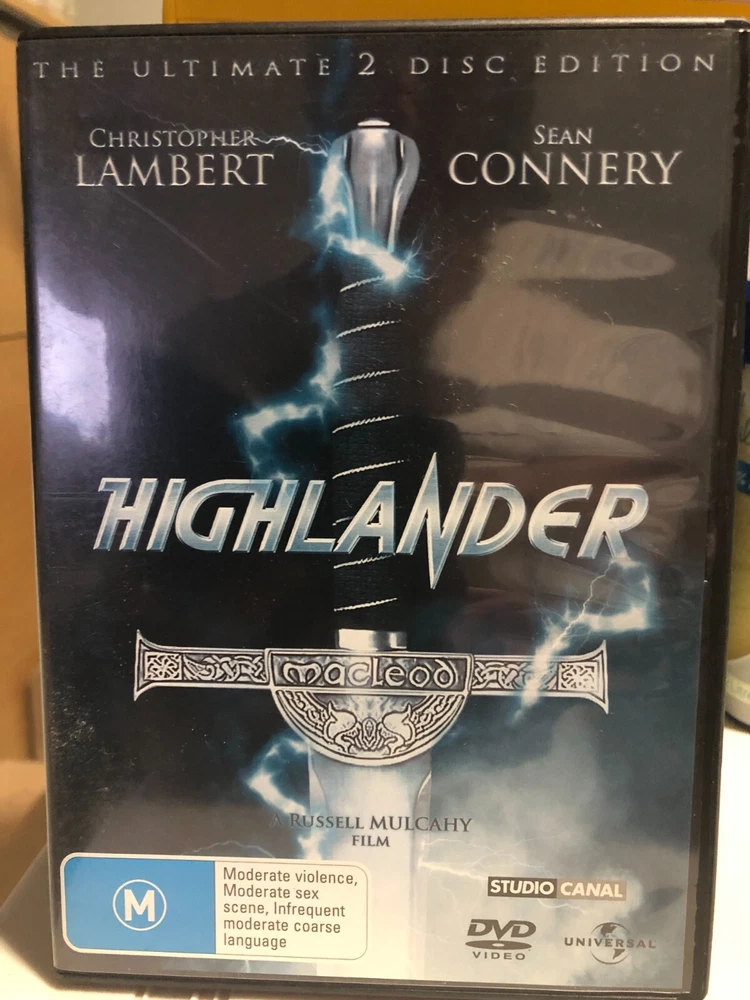 THE ULTIMATE 2 DISC EDITION
CHRISTOPHER
LAMBERT
SEAN
CONNERY
HIGHLANDER
macleod
A RUSSELL MULCAHY
FILM
M
Moderate violence,
Moderate sex
scene, Infrequent
moderate coarse
language
STUDIO CANAL
DVD
VIDEO
UNIVERSAL